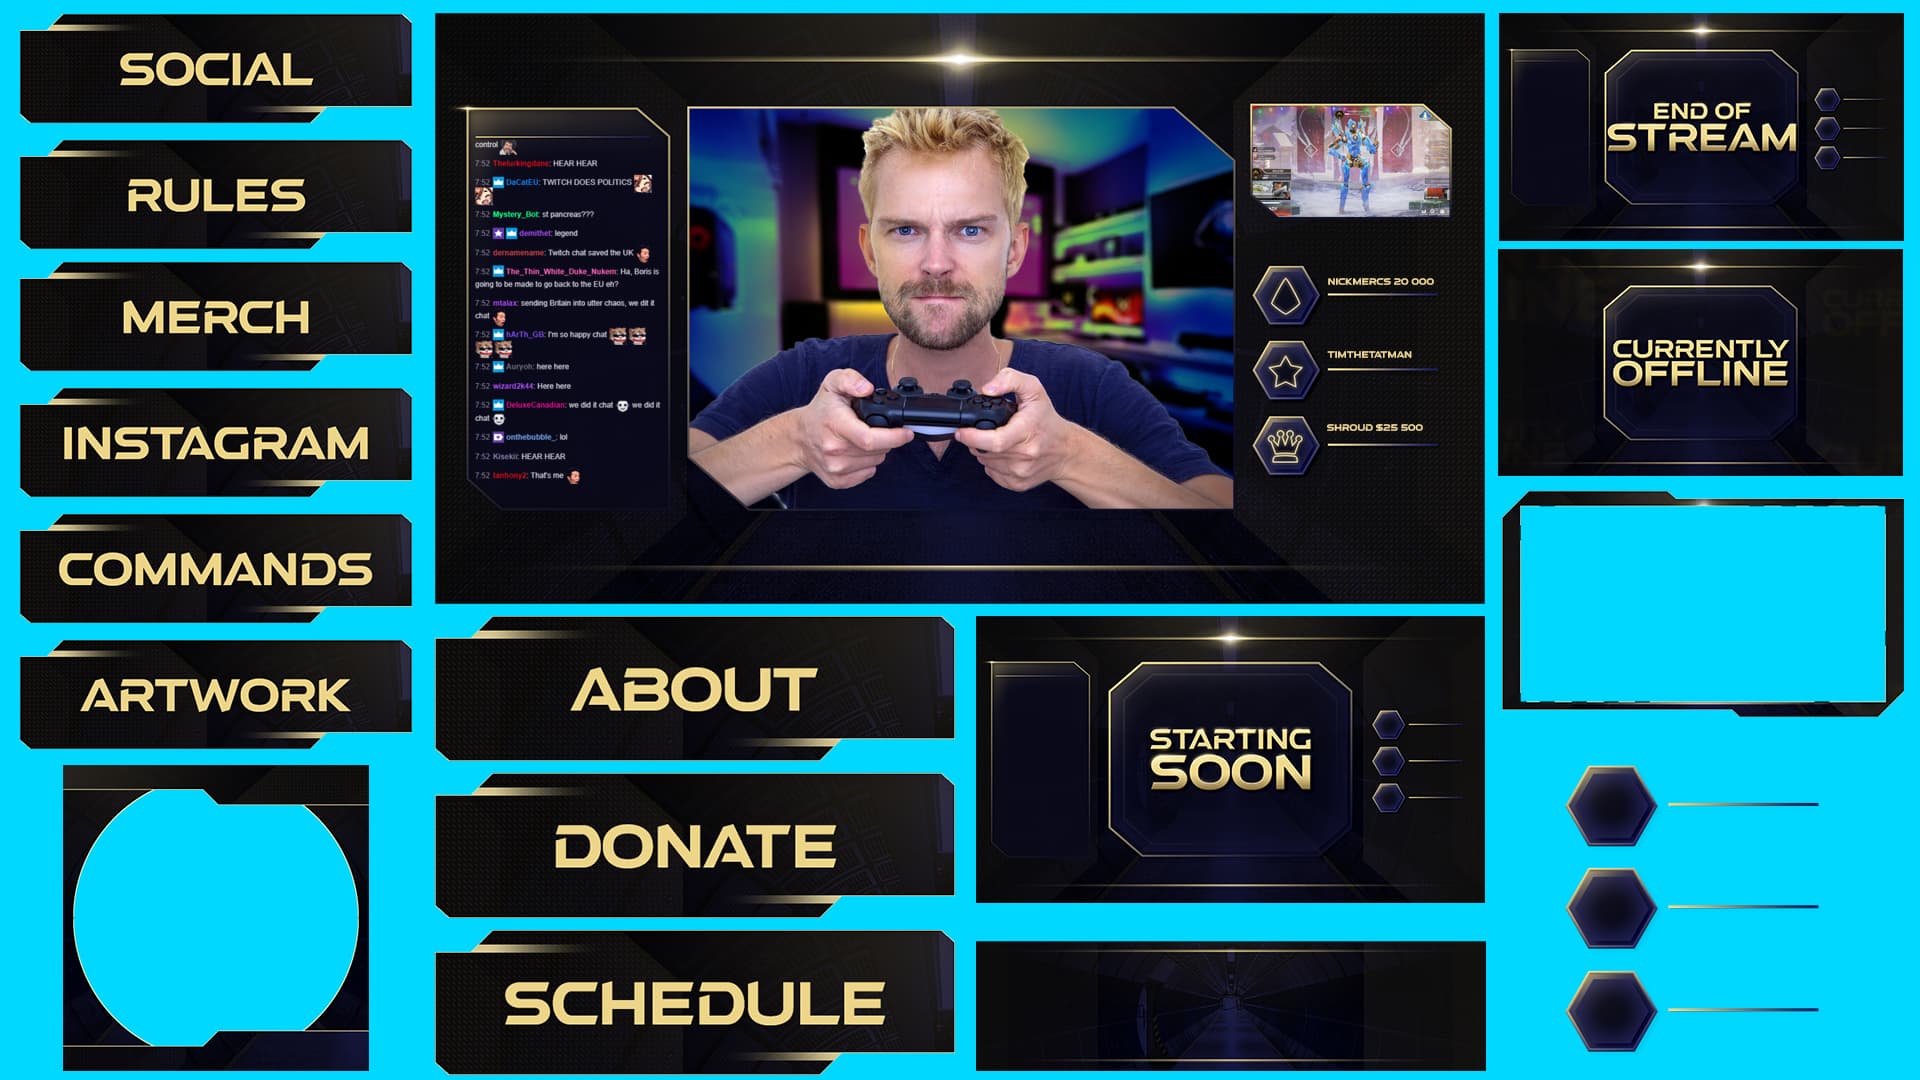 SOCIAL
RULES
MERCH
INSTAGRAM
COMMANDS
ARTWORK
control
7:52 Thelurkingdane: HEAR HEAR
7:52 DaCatEU: TWITCH DOES POLITICS
7:52 Mystery_Bot: st pancreas???
7:52 demithet: legend
dernamename: Twitch chat saved the UK
7:52 The_Thin_White_Duke_Nukem: Ha, Boris is
going to be made to go back to the EU eh?
7:52 mtalax: sending Britain into utter chaos, we dit it
chat
7:52 hArTh_GB: I'm so happy chat
7:52 Auryoh: here here
7:52 wizard2k44: Here here
7:52 DeluxeCanadian: we did it chat we did it
chat
7:52 onthebubble_: lol
7:52 Kisekii: HEAR HEAR
7:52 Ianhony2: That's me
NICKMERCS 20 000
TIMTHETATMAN
SHROUD $25 500
ABOUT
DONATE
SCHEDULE
STARTING
SOON
END OF
STREAM
CURRENTLY
OFFLINE